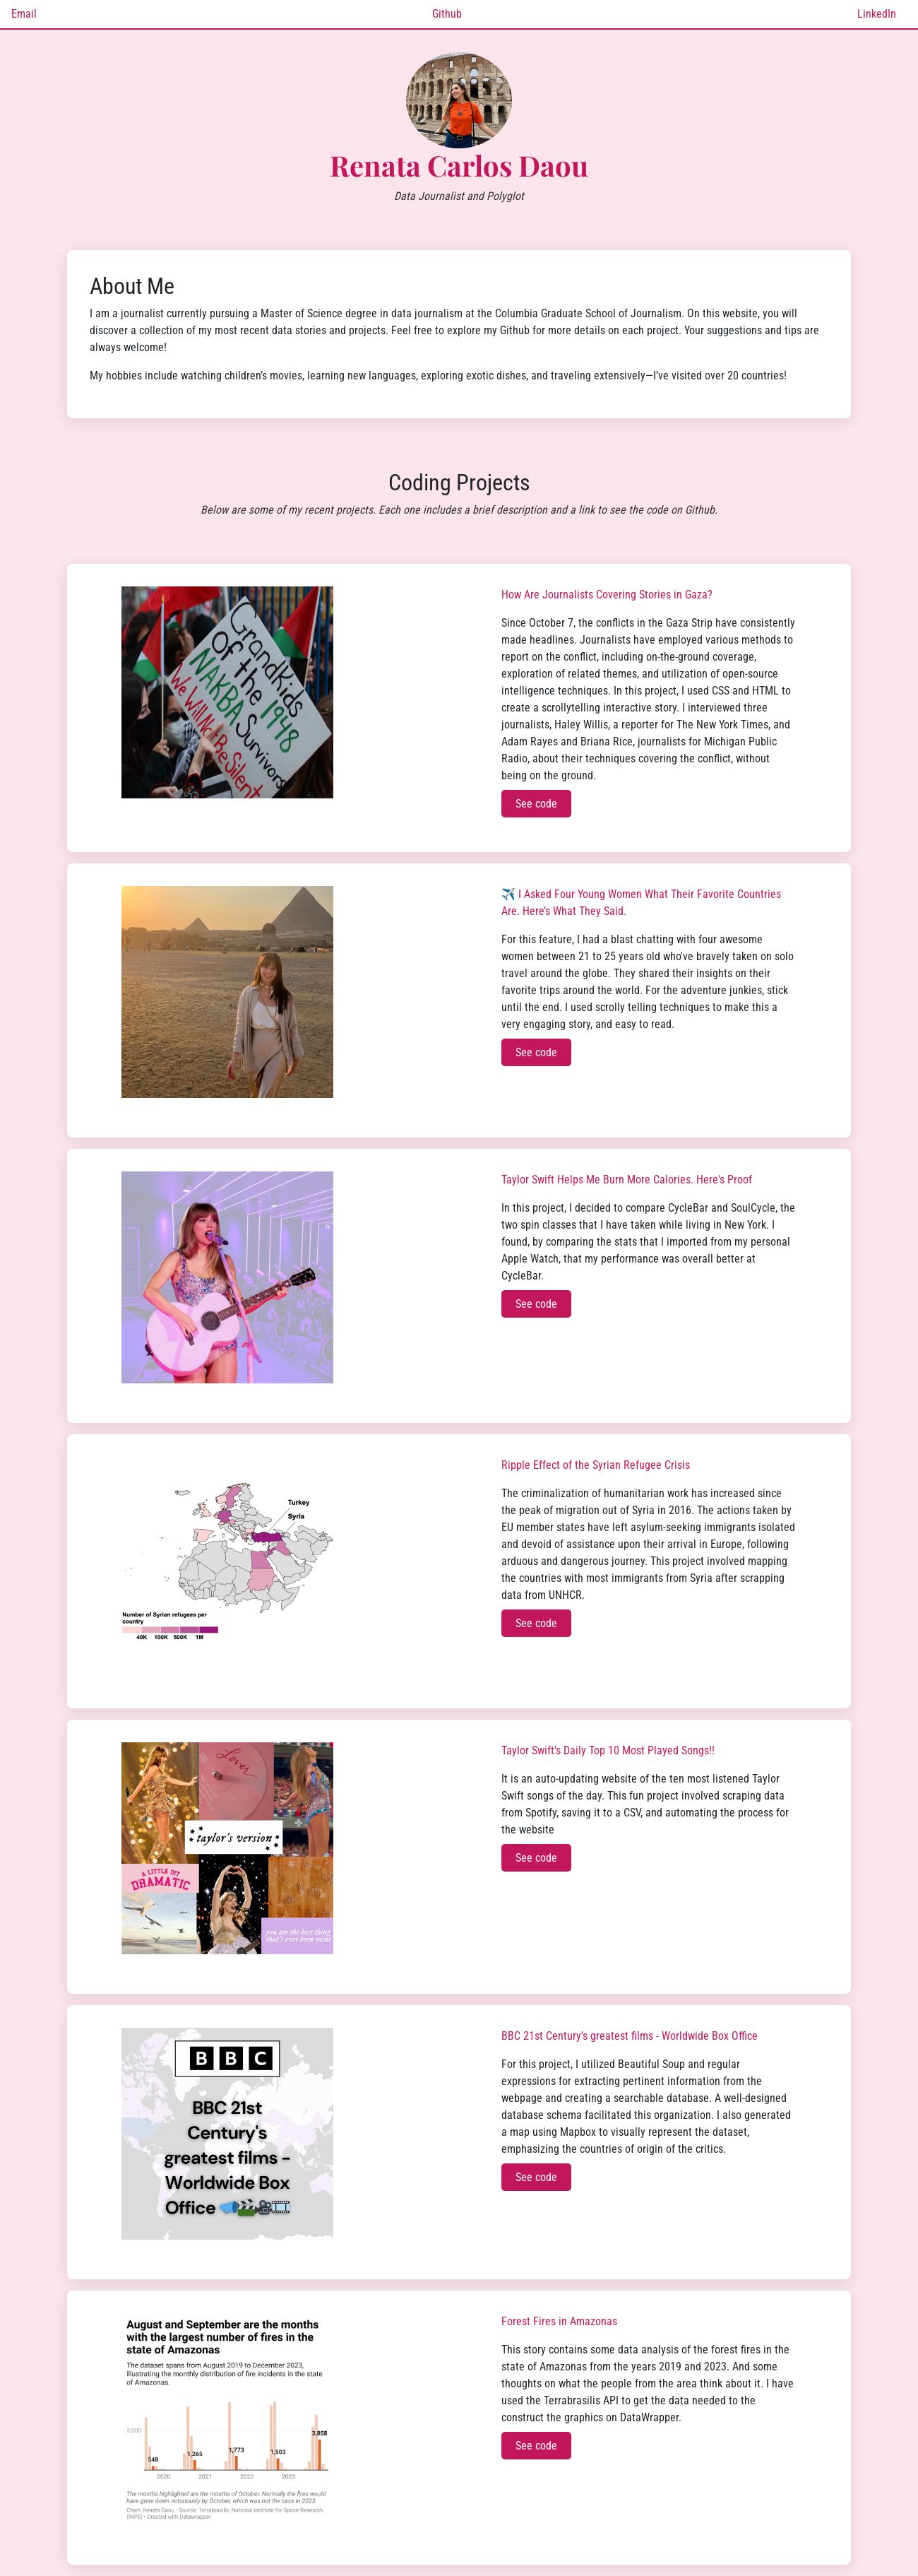 Email
Github
LinkedIn
Renata Carlos Daou
Data Journalist and Polyglot
About Me
I am a journalist currently pursuing a Master of Science degree in data journalism at the Columbia Graduate School of Journalism. On this website, you will
discover a collection of my most recent data stories and projects. Feel free to explore my Github for more details on each project. Your suggestions and tips are
always welcome!
My hobbies include watching children’s movies, learning new languages, exploring exotic dishes, and traveling extensively—I’ve visited over 20 countries!
Coding Projects
Below are some of my recent projects. Each one includes a brief description and a link to see the code on Github.
Grandkids
of the 1948
NAKBA Survivors
We Will Not Be Silent
How Are Journalists Covering Stories in Gaza?
Since October 7, the conflicts in the Gaza Strip have consistently
made headlines. Journalists have employed various methods to
report on the conflict, including on-the-ground coverage,
exploration of related themes, and utilization of open-source
intelligence techniques. In this project, I used CSS and HTML to
create a scrollytelling interactive story. I interviewed three
journalists, Haley Willis, a reporter for The New York Times, and
Adam Rayes and Briana Rice, journalists for Michigan Public
Radio, about their techniques covering the conflict, without
being on the ground.
See code
✈️ I Asked Four Young Women What Their Favorite Countries
Are. Here’s What They Said.
For this feature, I had a blast chatting with four awesome
women between 21 to 25 years old who've bravely taken on solo
travel around the globe. They shared their insights on their
favorite trips around the world. For the adventure junkies, stick
until the end. I used scrolly telling techniques to make this a
very engaging story, and easy to read.
See code
Taylor Swift Helps Me Burn More Calories. Here's Proof
In this project, I decided to compare CycleBar and SoulCycle, the
two spin classes that I have taken while living in New York. I
found, by comparing the stats that I imported from my personal
Apple Watch, that my performance was overall better at
CycleBar.
See code
Turkey
Syria
Number of Syrian refugees per
country
40K 100K 500K 1M
Ripple Effect of the Syrian Refugee Crisis
The criminalization of humanitarian work has increased since
the peak of migration out of Syria in 2016. The actions taken by
EU member states have left asylum-seeking immigrants isolated
and devoid of assistance upon their arrival in Europe, following
arduous and dangerous journey. This project involved mapping
the countries with most immigrants from Syria after scrapping
data from UNHCR.
See code
Lover
taylor's version
A LITTLE BIT
DRAMATIC
you are the best thing
that's ever been mine
Taylor Swift's Daily Top 10 Most Played Songs!!
It is an auto-updating website of the ten most listened Taylor
Swift songs of the day. This fun project involved scraping data
from Spotify, saving it to a CSV, and automating the process for
the website
See code
BBC
BBC 21st
Century's
greatest films -
Worldwide Box
Office
BBC 21st Century's greatest films - Worldwide Box Office
For this project, I utilized Beautiful Soup and regular
expressions for extracting pertinent information from the
webpage and creating a searchable database. A well-designed
database schema facilitated this organization. I also generated
a map using Mapbox to visually represent the dataset,
emphasizing the countries of origin of the critics.
See code
August and September are the months
with the largest number of fires in the
state of Amazonas
The dataset spans from August 2019 to December 2023,
illustrating the monthly distribution of fire incidents in the state
of Amazonas.
5,000
548
1,265
1,773
1,503
3,858
2020 2021 2022 2023
The months highlighted are the months of October. Normally the fires would
have gone down notoriously by October, which was not the case in 2023.
Chart: Renata Daou • Source: Terrabrasilis, National Institute for Space Research
(INPE) • Created with Datawrapper
Forest Fires in Amazonas
This story contains some data analysis of the forest fires in the
state of Amazonas from the years 2019 and 2023. And some
thoughts on what the people from the area think about it. I have
used the Terrabrasilis API to get the data needed to the
construct the graphics on DataWrapper.
See code